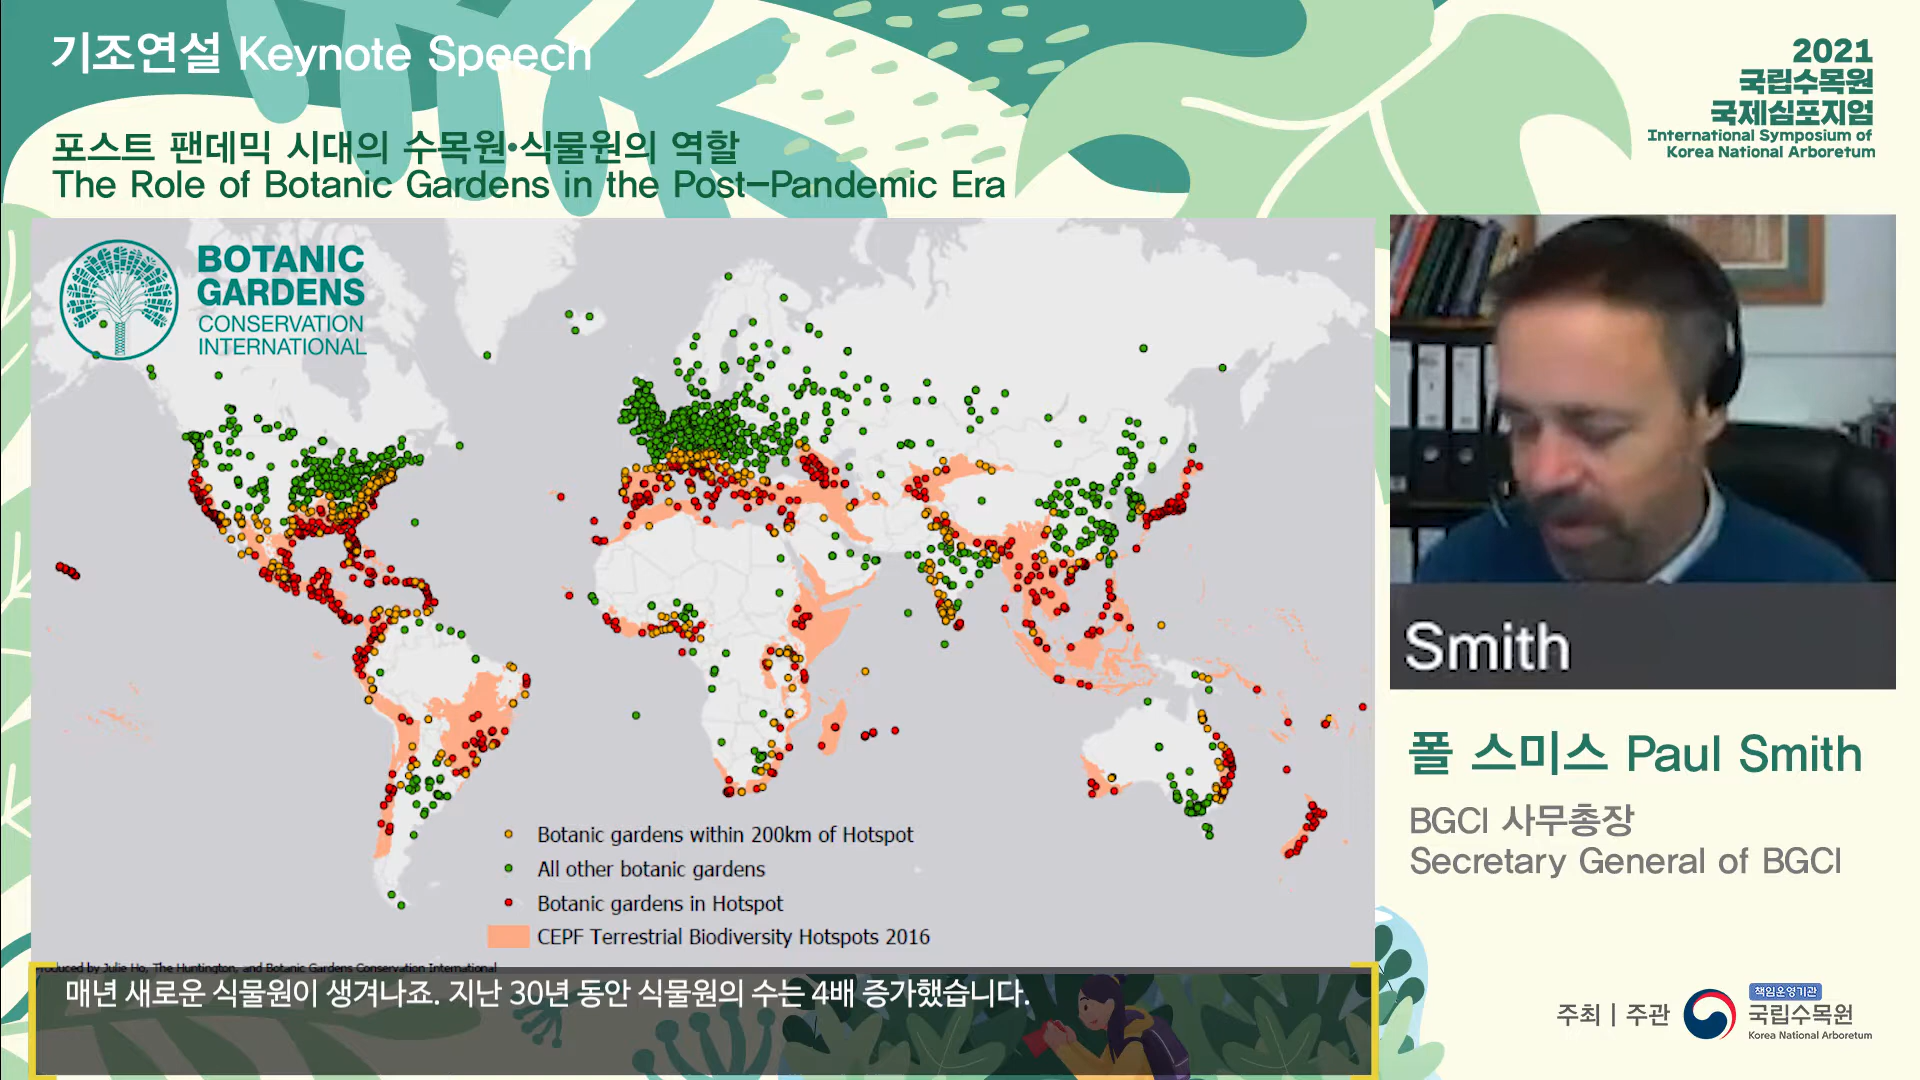 기조연설 Keynote Speech
2021
국립수목원
국제심포지엄
International Symposium of
Korea National Arboretum
포스트 팬데믹 시대의 수목원•식물원의 역할
The Role of Botanic Gardens in the Post-Pandemic Era
BOTANIC
GARDENS
CONSERVATION
INTERNATIONAL
Botanic gardens within 200km of Hotspot
All other botanic gardens
Botanic gardens in Hotspot
CEPF Terrestrial Biodiversity Hotspots 2016
by Julie Ho, The Huntington, and Botanic Gardens Conservation International
매년 새로운 식물원이 생겨나죠. 지난 30년 동안 식물원의 수는 4배 증가했습니다.
Smith
폴 스미스 Paul Smith
BGCI 사무총장
Secretary General of BGCI
주최 | 주관
책임운영기관
국립수목원
Korea National Arboretum